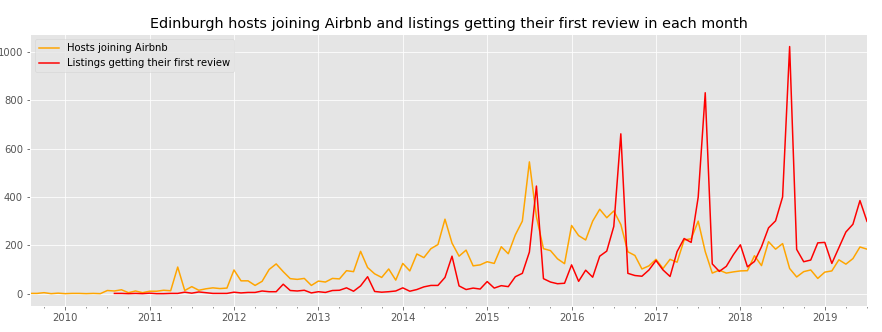 Edinburgh hosts joining Airbnb and listings getting their first review in each month
Hosts joining Airbnb
Listings getting their first review
1000
800
600
400
200
0
2010 2011 2012 2013 2014 2015 2016 2017 2018 2019